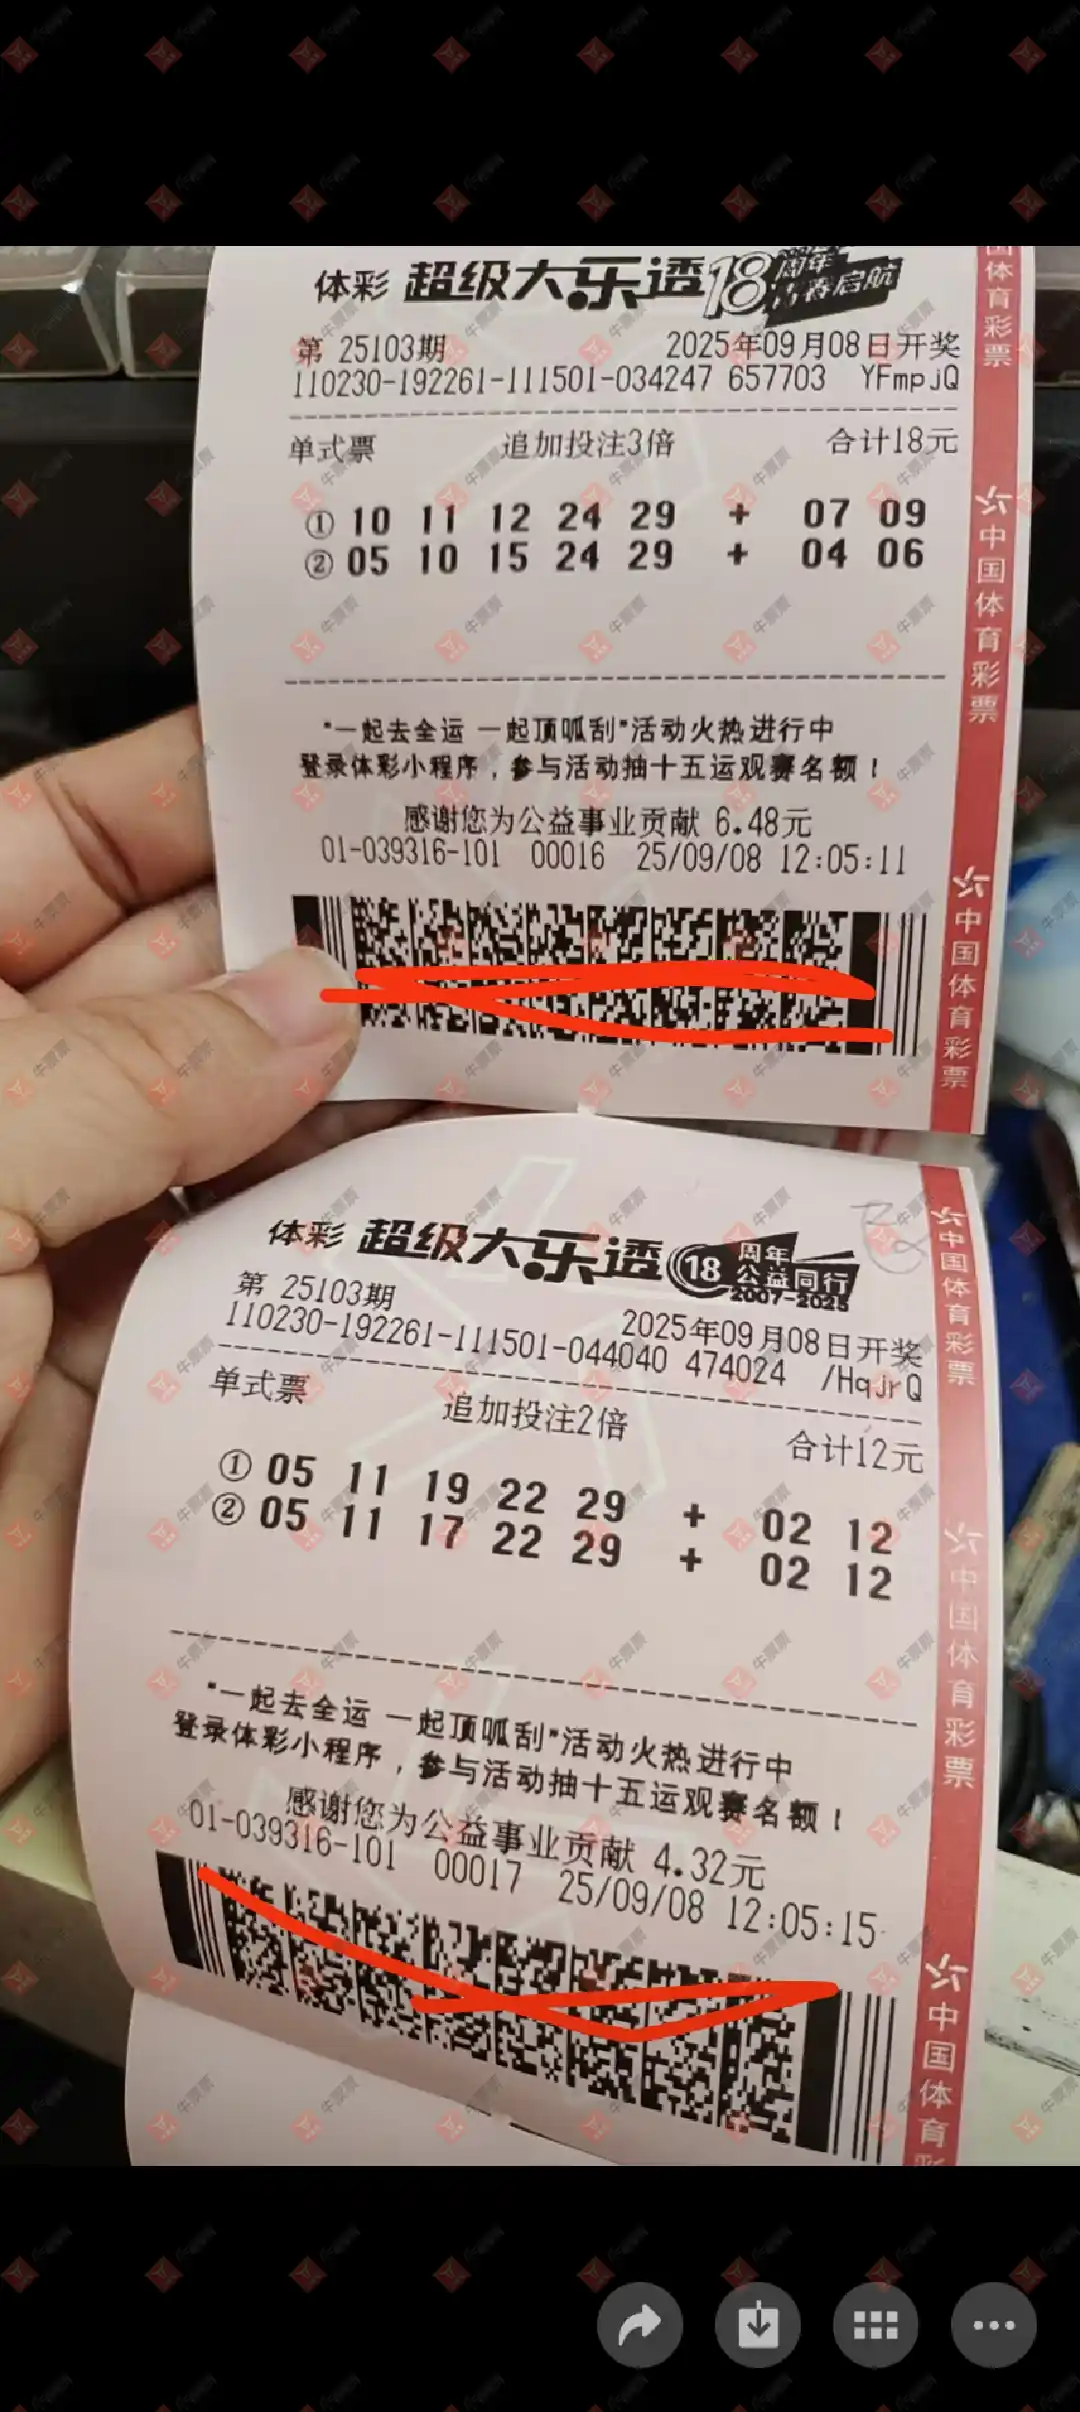 体彩 超级大乐透 18 周年 青春启航
第 25103期 2025年09月08日开奖
110230-192261-111501-034247 657703 YFmpjQ
单式票 追加投注3倍 合计18元
① 10 11 12 24 29 + 07 09
② 05 10 15 24 29 + 04 06
"一起去全运 一起顶呱刮"活动火热进行中
登录体彩小程序，参与活动抽十五运观赛名额！
感谢您为公益事业贡献 6.48元
01-039316-101 00016 25/09/08 12:05:11
国体育彩票
中国体育彩票
中国体育彩票
体彩 超级大乐透 18 周年 公益同行 2007-2025
第 25103期 2025年09月08日开奖
110230-192261-111501-044040 474024 /HqJrQ
单式票 追加投注2倍 合计12元
① 05 11 19 22 29 + 02 12
② 05 11 17 22 29 + 02 12
"一起去全运 一起顶呱刮"活动火热进行中
登录体彩小程序，参与活动抽十五运观赛名额！
感谢您为公益事业贡献 4.32元
01-039316-101 00017 25/09/08 12:05:15
中国体育彩票
中国体育彩票
中国体育
牛票票